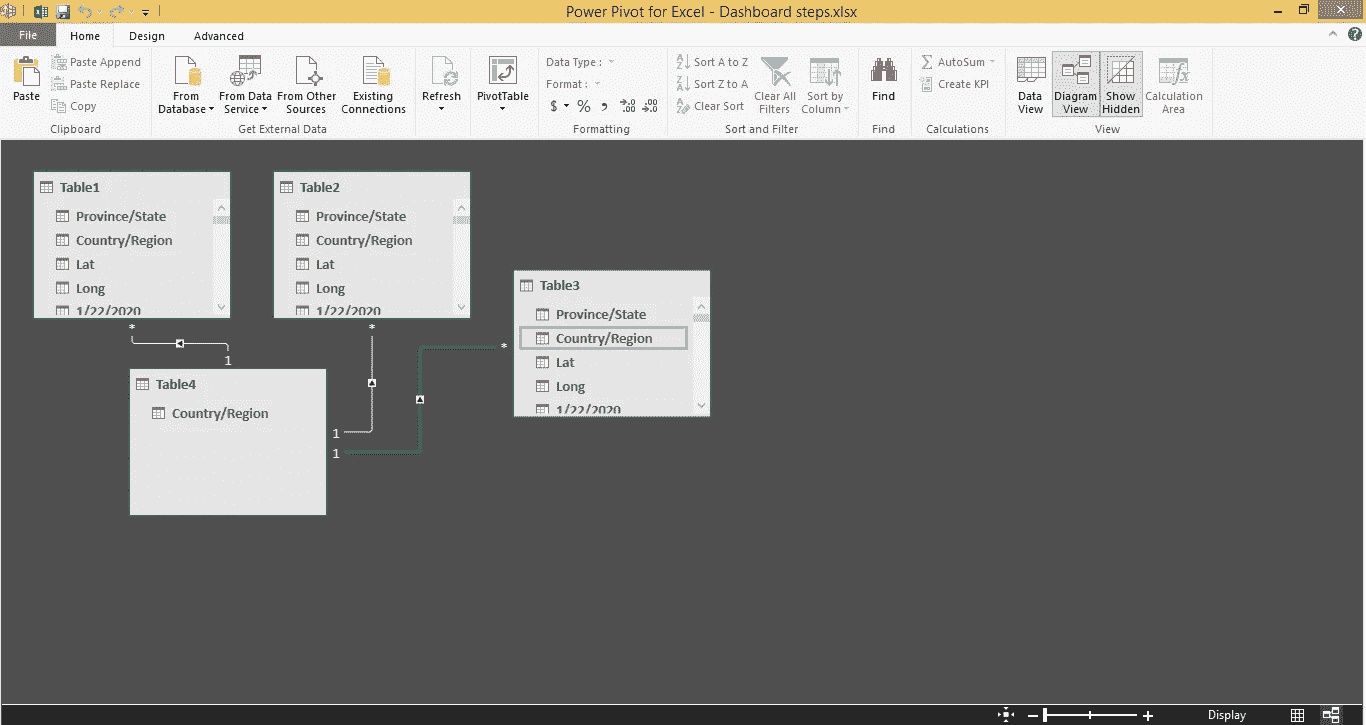 Power Pivot for Excel - Dashboard steps.xlsx
File Home Design Advanced
Paste
Paste Append
Paste Replace
Copy
Clipboard
From Database
From Data Service
From Other Sources
Existing Connections
Get External Data
Refresh
PivotTable
Data Type :
Format :
$ % ,
Formatting
Sort A to Z
Sort Z to A
Clear Sort
Clear All Filters
Sort by Column
Sort and Filter
Find
Find
AutoSum
Create KPI
Calculations
Data View
Diagram View
Show Hidden
Calculation Area
View
Table1
Province/State
Country/Region
Lat
Long
1/22/2020
Table2
Province/State
Country/Region
Lat
Long
1/22/2020
Table3
Province/State
Country/Region
Lat
Long
1/22/2020
*
*
*
1
Table4
Country/Region
1
1
Display